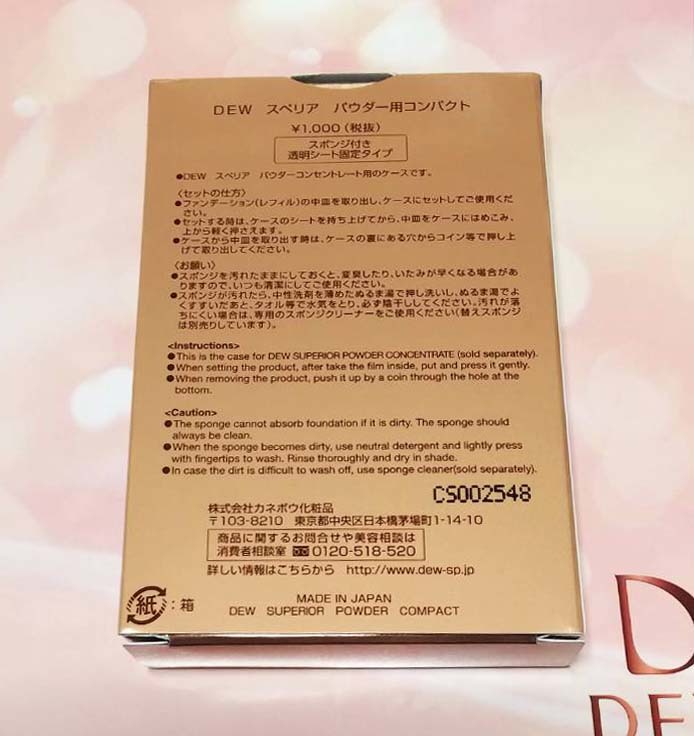 DEW スペリア パウダー用コンパクト
¥1,000(税抜)
スポンジ付き
透明シート固定タイプ
●DEW スペリア パウダーコンセントレート用のケースです。
〈セットの仕方〉
●ファンデーション(レフィル)の中皿を取り出し、ケースにセットしてご使用くだ
さい。
●セットする時は、ケースのシートを持ち上げてから、中皿をケースにはめこみ、
上から軽く押さえます。
●ケースから中皿を取り出す時は、ケースの裏にある穴からコイン等で押し上
げて取り出してください。
〈お願い〉
●スポンジを汚れたままにしておくと、変臭したり、いたみが早くなる場合があ
りますので、いつも清潔にしてご使用ください。
●スポンジが汚れたら、中性洗剤を薄めたぬるま湯で押し洗いし、ぬるま湯でよ
くすすいだあと、タオル等で水気をとり、必ず陰干ししてください。汚れが落
ちにくい場合は、専用のスポンジクリーナーをご使用ください(替えスポンジ
は別売りしています)。
<Instructions>
●This is the case for DEW SUPERIOR POWDER CONCENTRATE (sold separately).
●When setting the product, after take the film inside, put and press it gently.
●When removing the product, push it up by a coin through the hole at the
bottom.
<Caution>
●The sponge cannot absorb foundation if it is dirty. The sponge should
always be clean.
●When the sponge becomes dirty, use neutral detergent and lightly press
with fingertips to wash. Rinse thoroughly and dry in shade.
●In case the dirt is difficult to wash off, use sponge cleaner(sold separately).
CS002548
株式会社カネボウ化粧品
〒103-8210 東京都中央区日本橋茅場町1-14-10
商品に関するお問合せや美容相談は
消費者相談室 0120-518-520
詳しい情報はこちらから http://www.dew-sp.jp
紙:箱
MADE IN JAPAN
DEW SUPERIOR POWDER COMPACT
D
DE